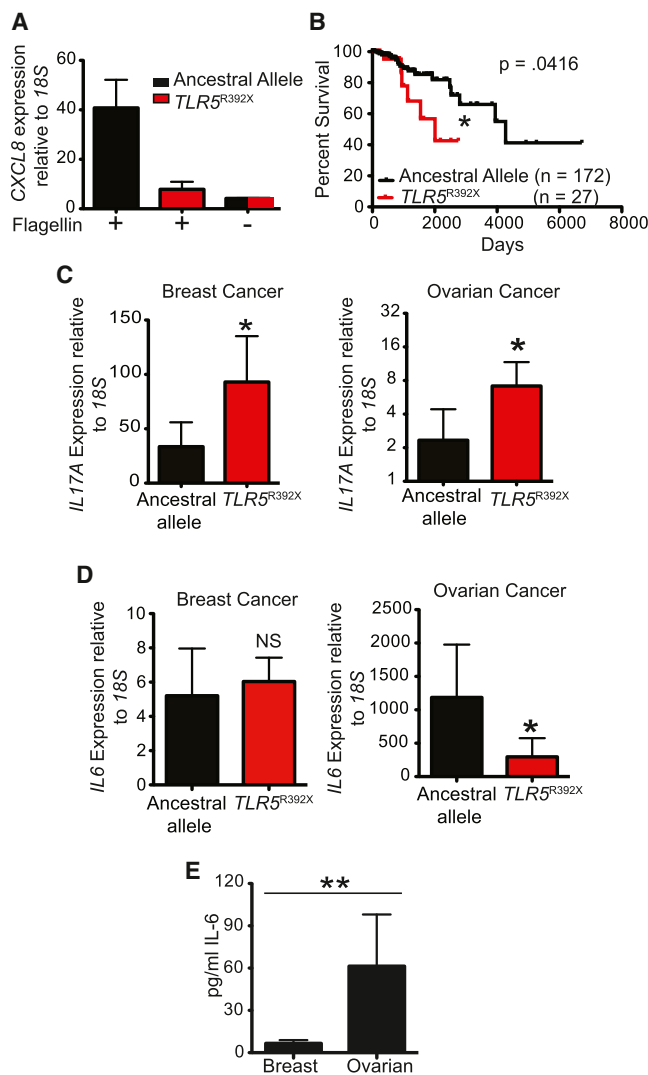 A
CXCL8 expression
relative to 18S
60
40
20
0
Ancestral Allele
TLR5R392X
Flagellin + + -
B
Percent Survival
100
80
60
40
20
0
p = .0416
*
Ancestral Allele (n = 172)
TLR5R392X (n = 27)
0 2000 4000 6000 8000
Days
C
Breast Cancer
IL17A Expression relative
to 18S
150
100
50
0
*
Ancestral
allele
TLR5R392X
Ovarian Cancer
IL17A Expression relative
to 18S
32
16
8
4
2
1
*
Ancestral
allele
TLR5R392X
D
Breast Cancer
IL6 Expression relative
to 18S
10
8
6
4
2
0
NS
Ancestral
allele
TLR5R392X
Ovarian Cancer
IL6 Expression relative
to 18S
2500
2000
1500
1000
500
0
*
Ancestral
allele
TLR5R392X
E
pg/ml IL-6
120
90
60
30
0
**
Breast Ovarian